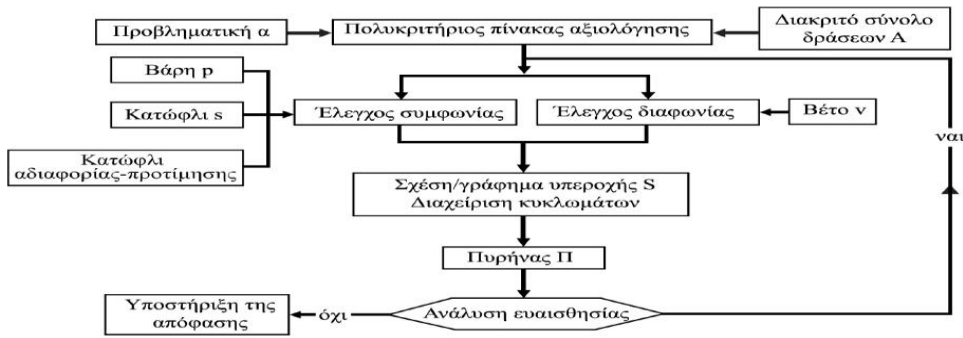 Προβληματική α
Πολυκριτήριος πίνακας αξιολόγησης
Διακριτό σύνολο
δράσεων Α
Βάρη p
Κατώφλι s
Κατώφλι
αδιαφορίας-προτίμησης
Έλεγχος συμφωνίας
Έλεγχος διαφωνίας
Βέτο v
ναι
Σχέση/γράφημα υπεροχής S
Διαχείριση κυκλωμάτων
Πυρήνας Π
Ανάλυση ευαισθησίας
όχι
Υποστήριξη της
απόφασης